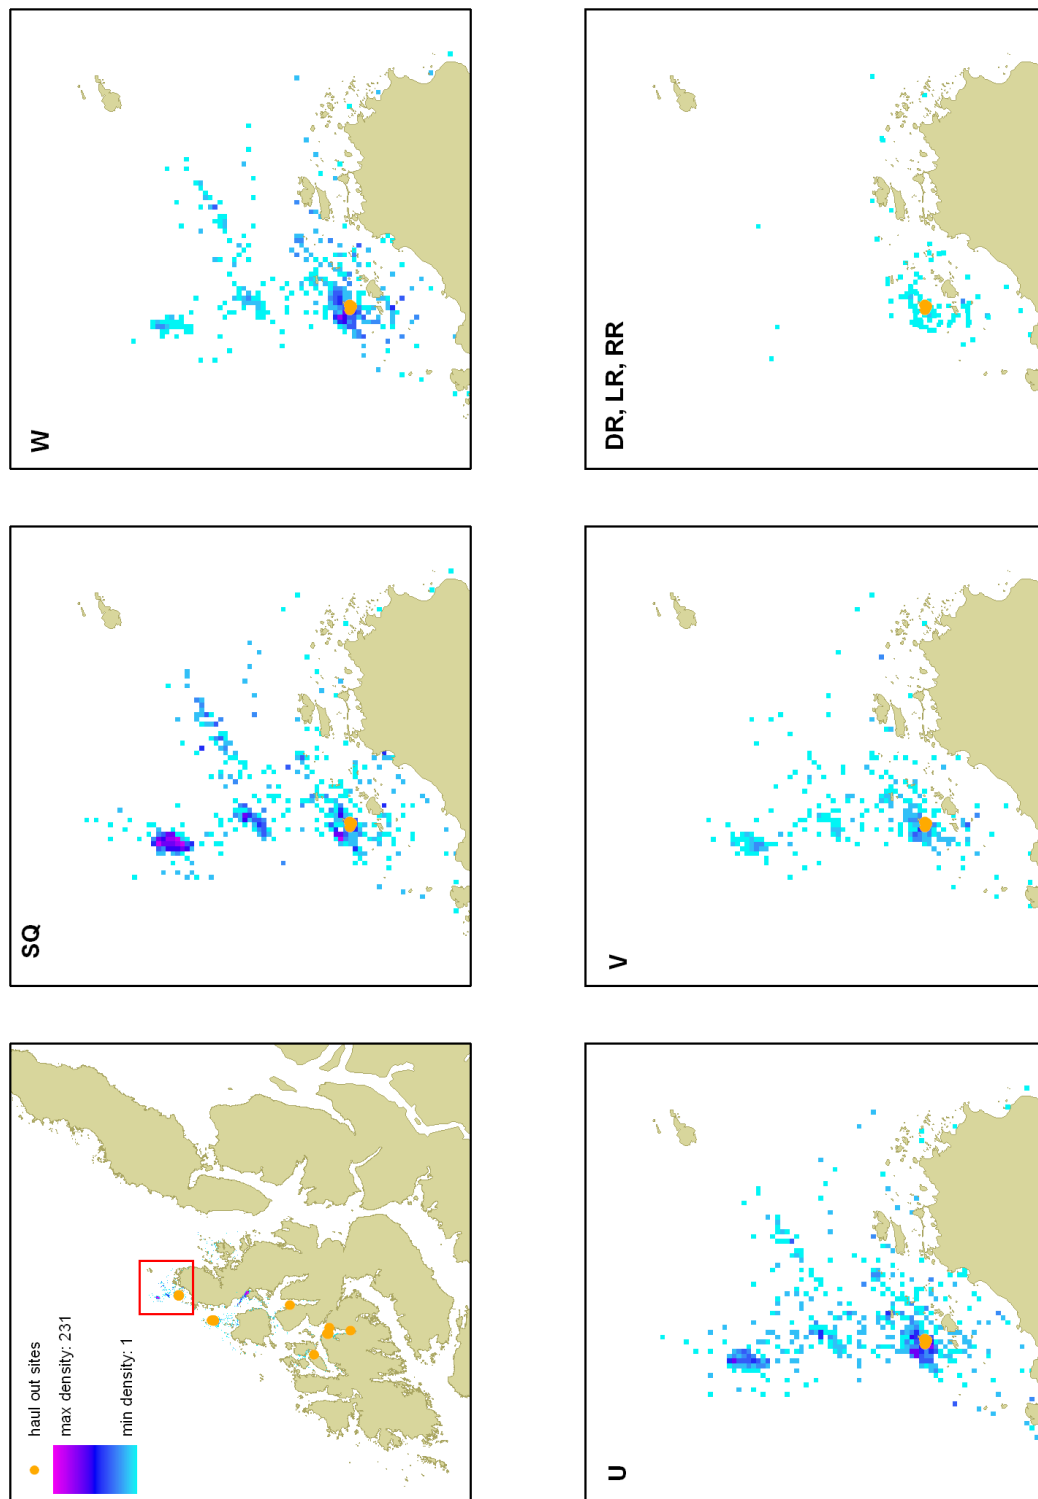 haul out sites
max density: 231
min density: 1
SQ
W
U
V
DR, LR, RR